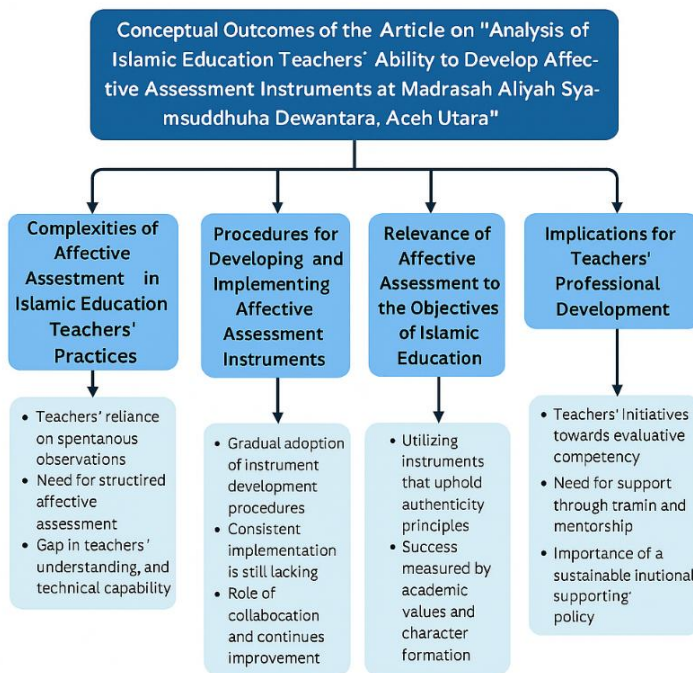 Conceptual Outcomes of the Article on "Analysis of
Islamic Education Teachers' Ability to Develop Affec-
tive Assessment Instruments at Madrasah Aliyah Sya-
msuddhuha Dewantara, Aceh Utara"
Complexities of
Affective
Assestment in
Islamic Education
Teachers'
Practices
Procedures for
Developing and
Implementing
Affective
Assessment
Instruments
Relevance of
Affective
Assessment to
the Objectives
of Islamic
Education
Implications for
Teachers'
Professional
Development
• Teachers' reliance
on spentanous
observations
• Need for structired
affective
assessment
• Gap in teachers'
understanding, and
technical capability
• Gradual adoption
of instrument
development
procedures
• Consistent
implementation
is still lacking
• Role of
collabocation
and continues
improvement
• Utilizing
instruments
that uphold
authenticity
principles
• Success
measured by
academic
values and
character
formation
• Teachers' Initiatives
towards evaluative
competency
• Need for support
through tramin and
mentorship
• Importance of a
sustainable inutional
supporting'
policy